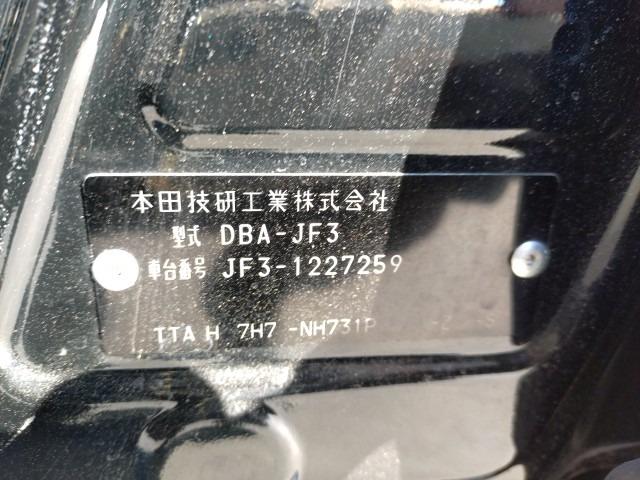 本田技研工業株式会社
型式 DBA-JF3
車台番号 JF3-1227259
TTA H 7H7 -NH731P